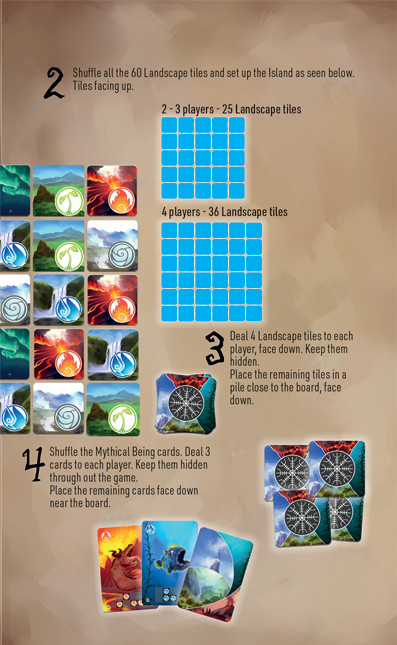 2
Shuffle all the 60 Landscape tiles and set up the Island as seen below.
Tiles facing up.
2 - 3 players - 25 Landscape tiles
4 players - 36 Landscape tiles
3
Deal 4 Landscape tiles to each
player, face down. Keep them
hidden.
Place the remaining tiles in a
pile close to the board, face
down.
4
Shuffle the Mythical Being cards. Deal 3
cards to each player. Keep them hidden
through out the game.
Place the remaining cards face down
near the board.